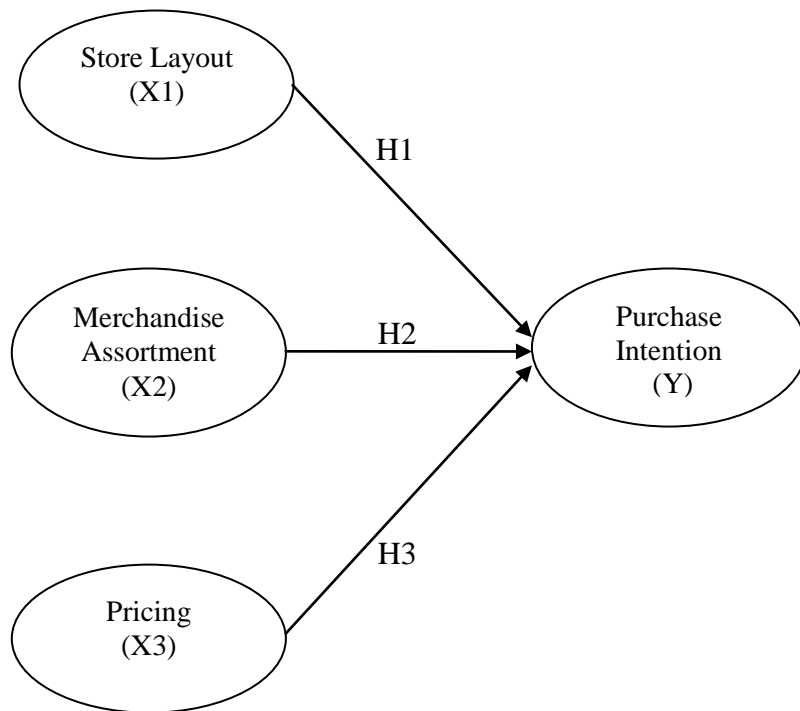 Store Layout
(X1)
H1
Merchandise
Assortment
(X2)
H2
Purchase
Intention
(Y)
H3
Pricing
(X3)